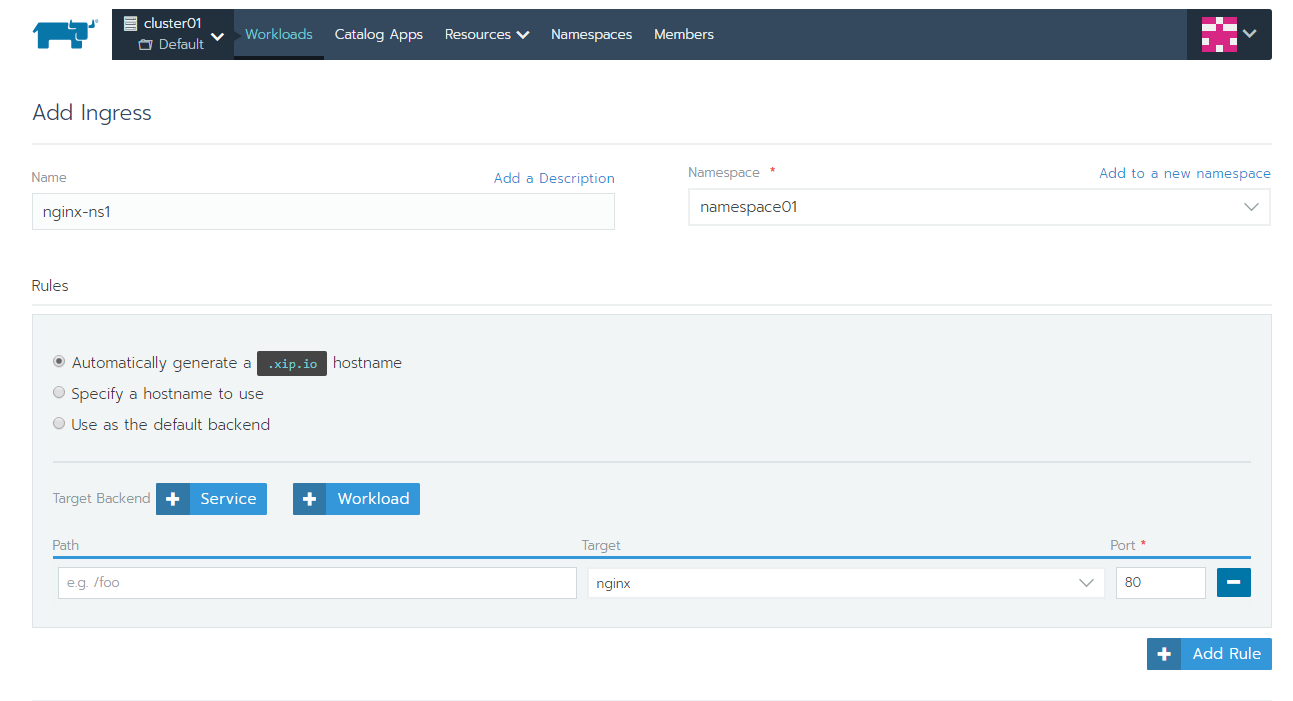 cluster01
Default
Workloads Catalog Apps Resources Namespaces Members
Add Ingress
Name Add a Description Namespace * Add to a new namespace
nginx-ns1 namespace01
Rules
Automatically generate a .xip.io hostname
Specify a hostname to use
Use as the default backend
Target Backend + Service + Workload
Path Target Port *
e.g. /foo nginx 80
+ Add Rule